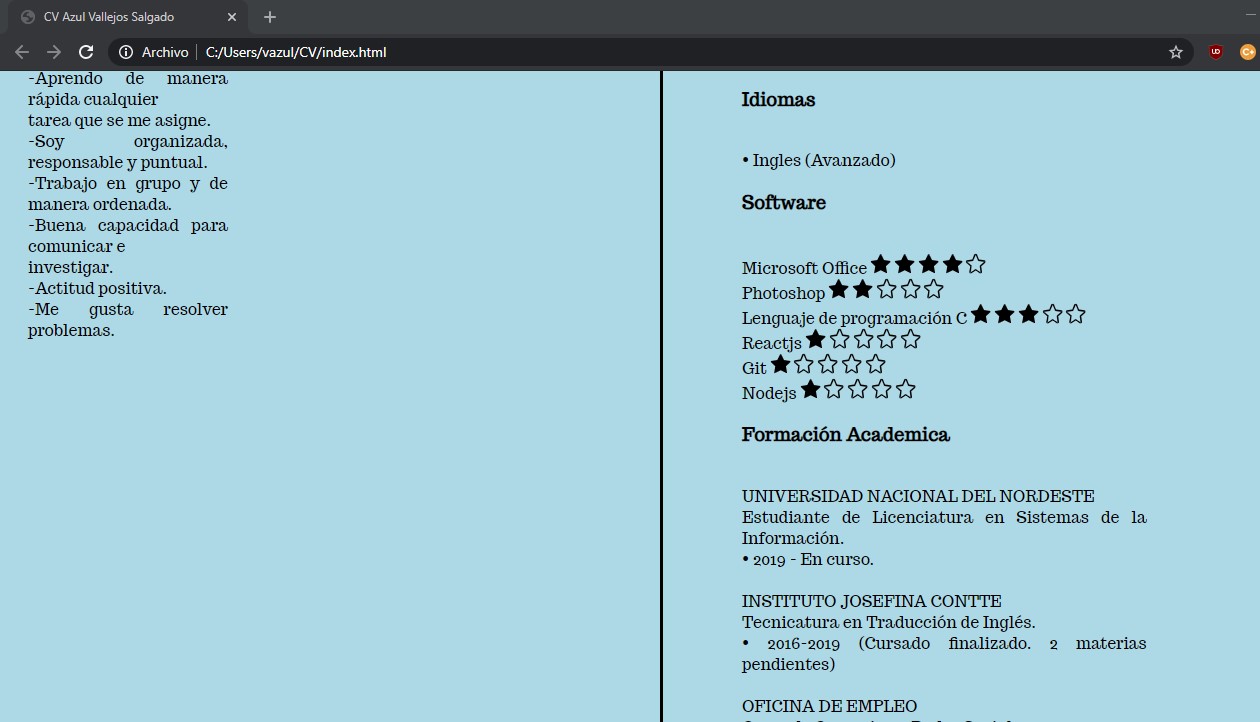 CV Azul Vallejos Salgado
Archivo
C:/Users/vazul/CV/index.html
-Aprendo de manera
rápida cualquier
tarea que se me asigne.
-Soy organizada,
responsable y puntual.
-Trabajo en grupo y de
manera ordenada.
-Buena capacidad para
comunicar e
investigar.
-Actitud positiva.
-Me gusta resolver
problemas.
Idiomas
• Ingles (Avanzado)
Software
Microsoft Office
Photoshop
Lenguaje de programación C
Reactjs
Git
Nodejs
Formación Academica
UNIVERSIDAD NACIONAL DEL NORDESTE
Estudiante de Licenciatura en Sistemas de la
Información.
• 2019 - En curso.
INSTITUTO JOSEFINA CONTTE
Tecnicatura en Traducción de Inglés.
• 2016-2019 (Cursado finalizado. 2 materias
pendientes)
OFICINA DE EMPLEO